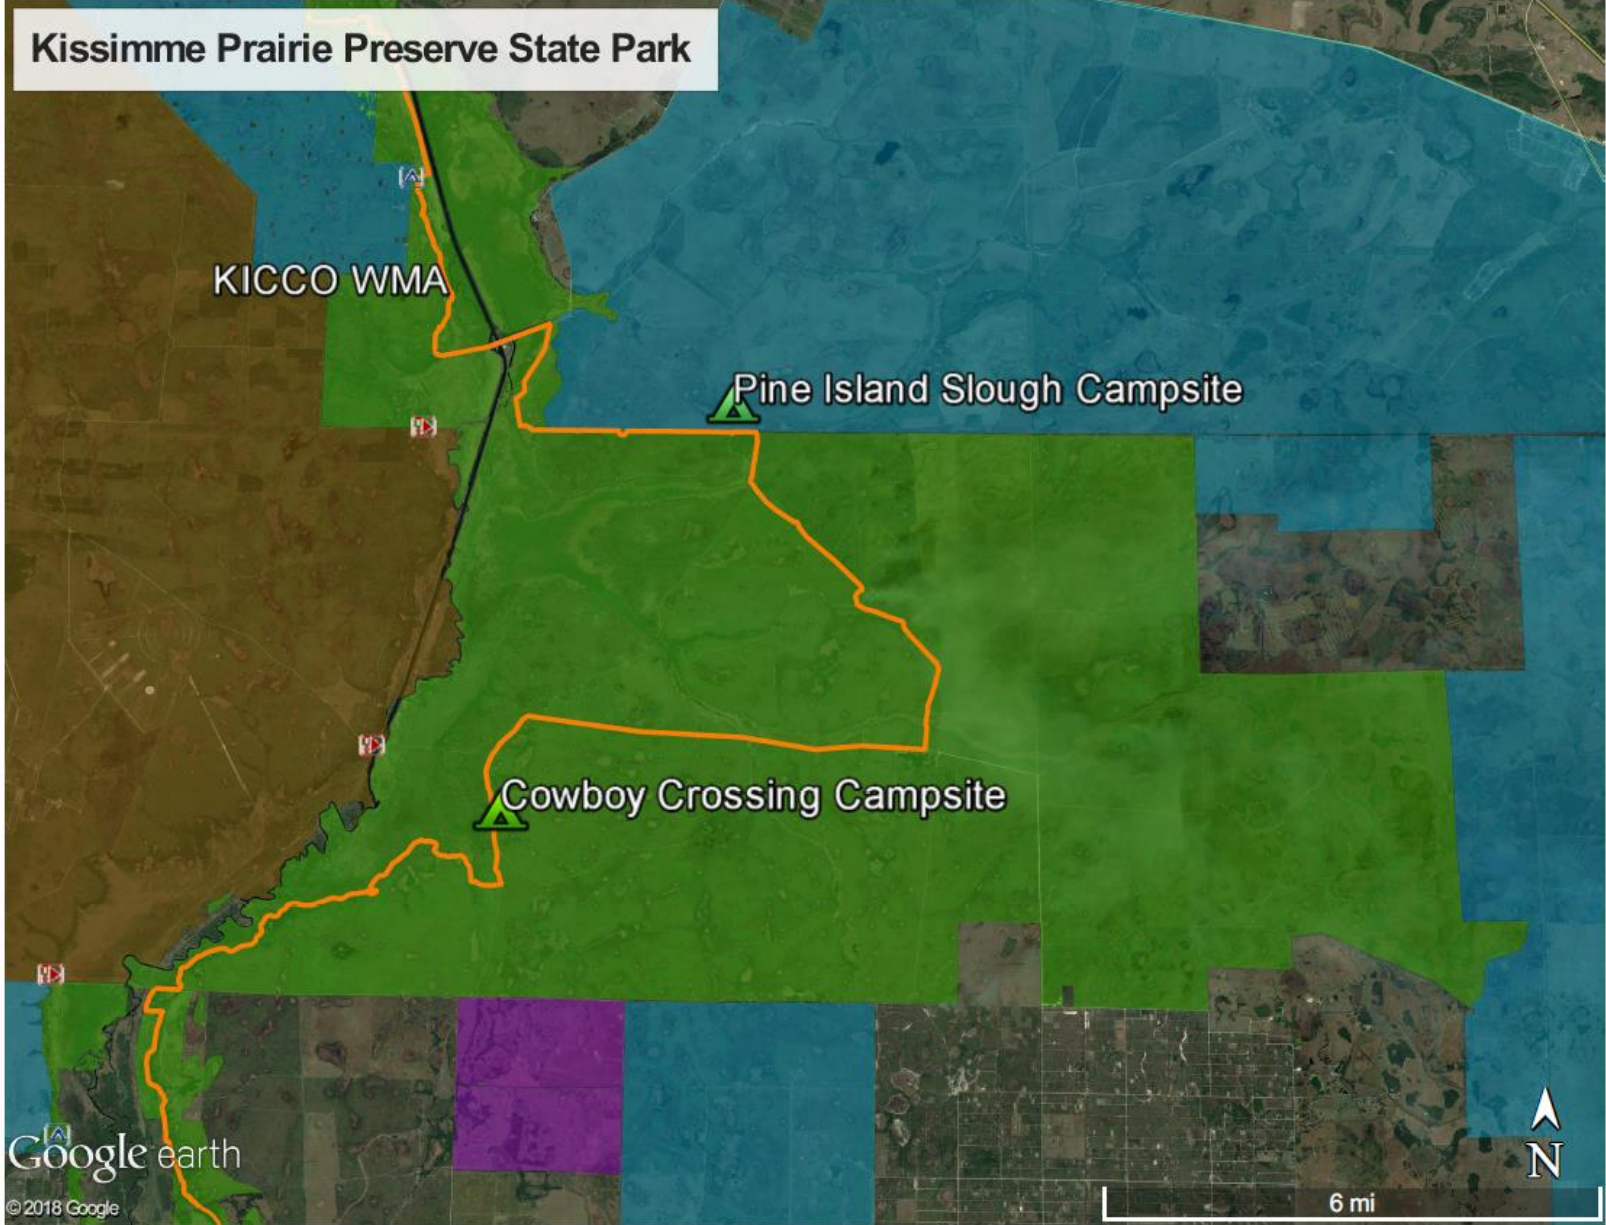 Kissimme Prairie Preserve State Park
KICCO WMA
Pine Island Slough Campsite
Cowboy Crossing Campsite
Google earth
© 2018 Google
N
6 mi